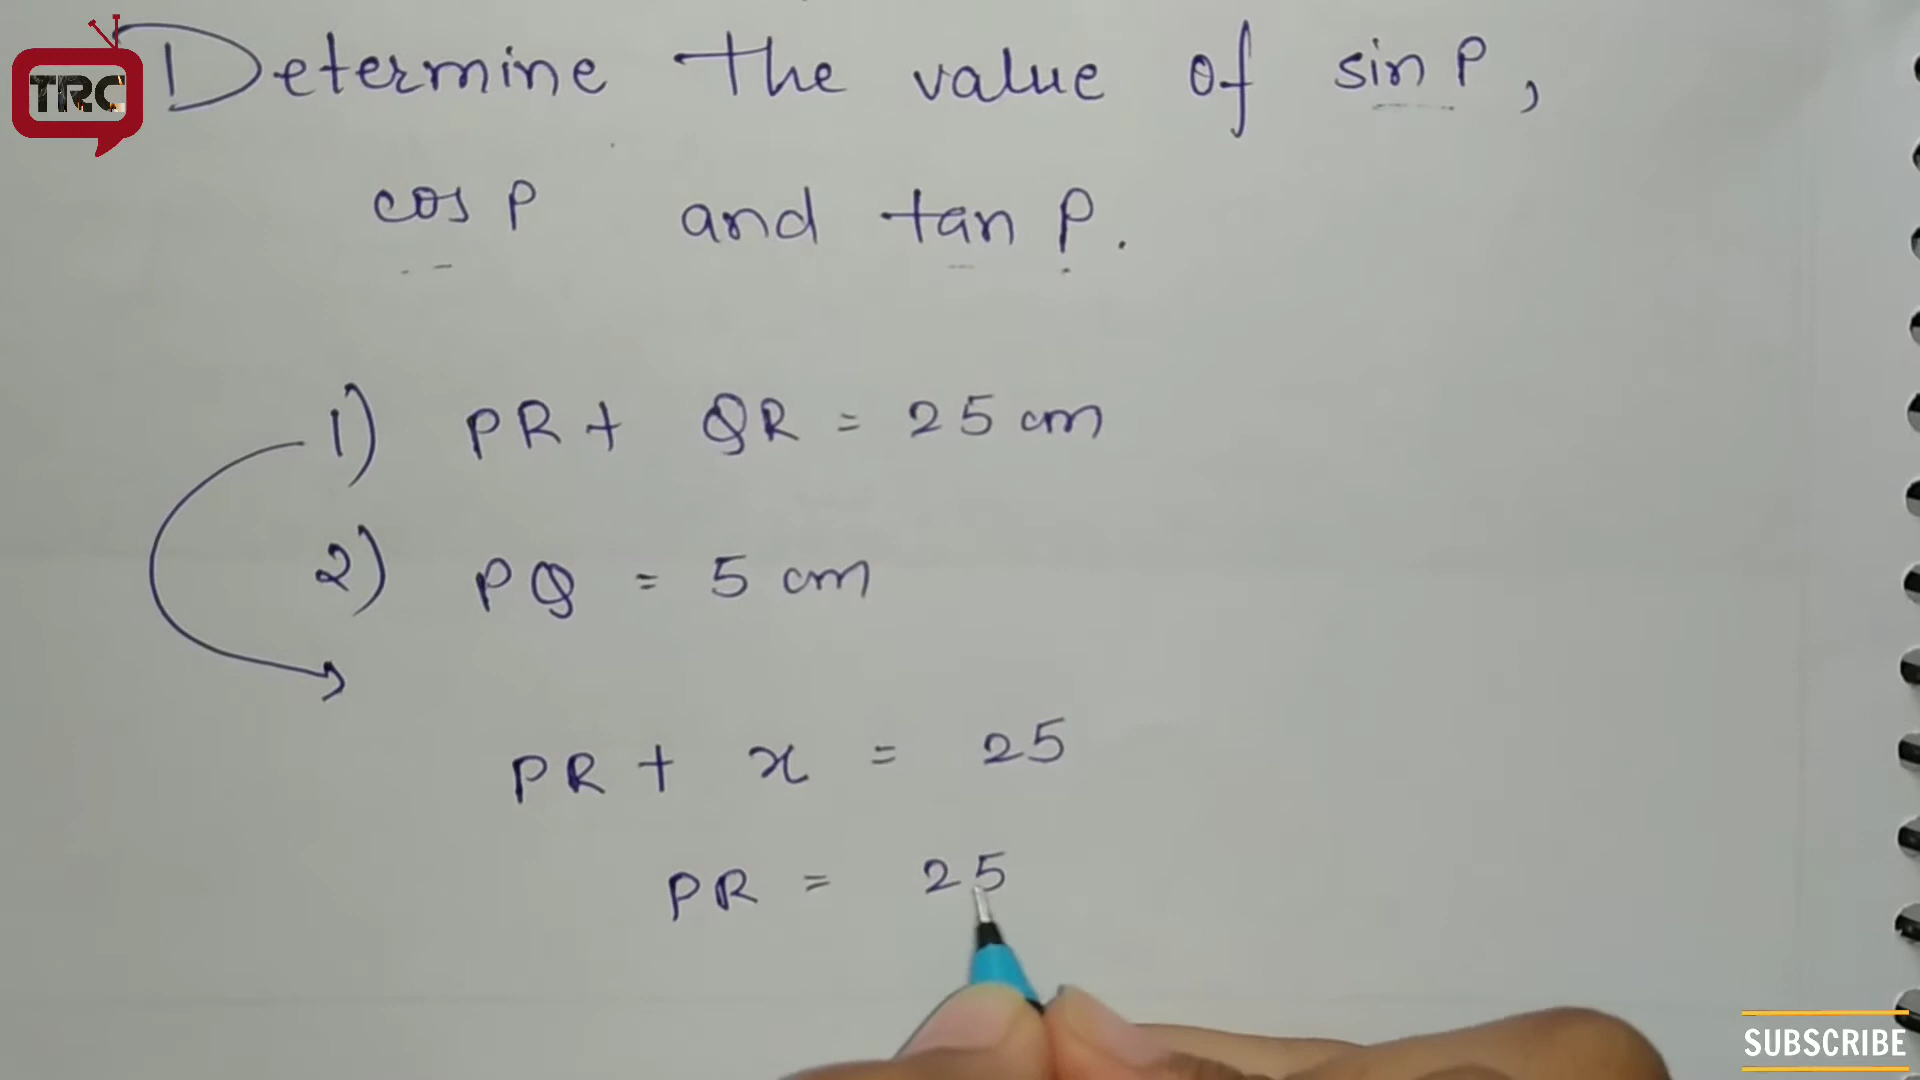 TRC
Determine the value of sin P,
cos P and tan P.
1) PR + QR = 25 cm
2) PQ = 5 cm
PR + x = 25
PR = 25
SUBSCRIBE